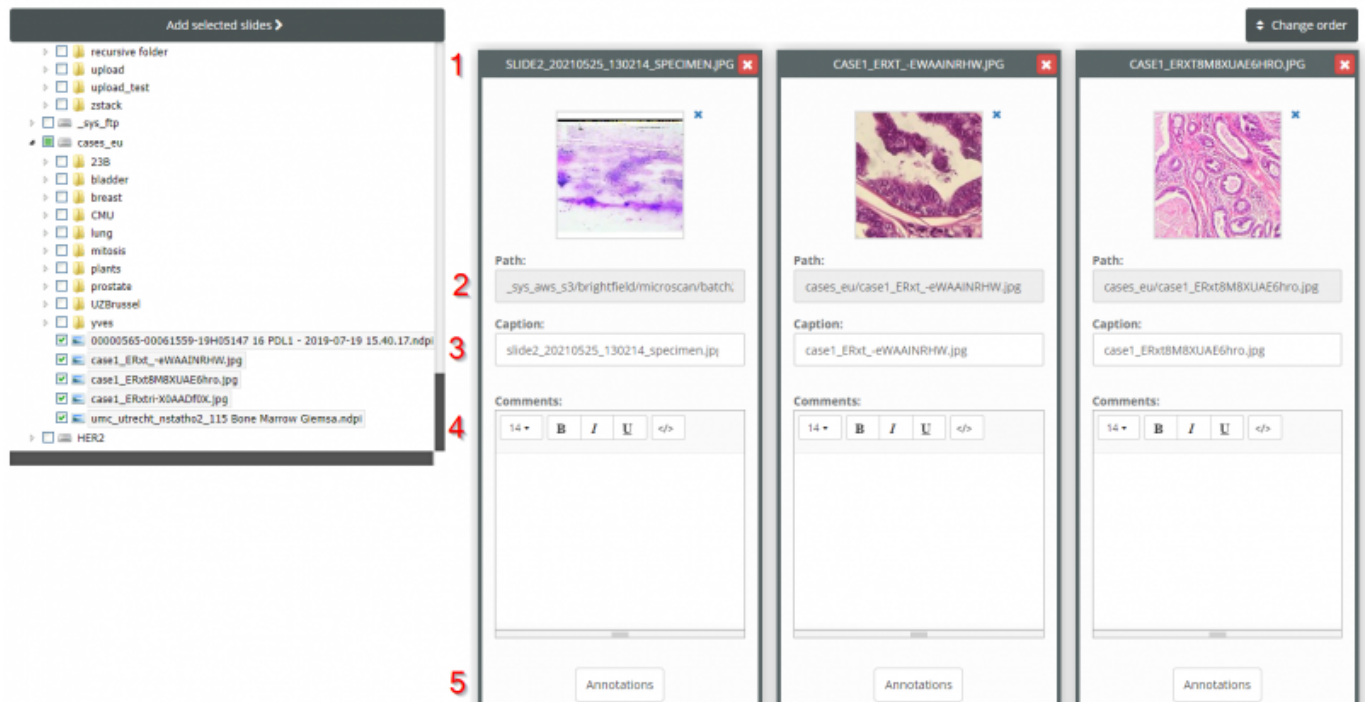 Add selected slides
Change order
recursive folder
upload
upload_test
zstack
_sys_ftp
cases_eu
23B
bladder
breast
CMU
lung
mitosis
plants
prostate
UZBrussel
yves
00000565-00061559-19H05147 16 PDL1 - 2019-07-19 15.40.17.ndpi
case1_ERxt_-eWAAINRHW.jpg
case1_ERxt8M8XUAE6hro.jpg
case1_ERxtri-X0AADf0X.jpg
umc_utrecht_nstatho2_115 Bone Marrow Giemsa.ndpi
HER2
1
SLIDE2_20210525_130214_SPECIMEN.JPG
CASE1_ERXT_-EWAAINRHW.JPG
CASE1_ERXT8M8XUAE6HRO.JPG
Path: Path: Path:
2
_sys_aws_s3/brightfield/microscan/batch;
cases_eu/case1_ERxt_-eWAAINRHW.jpg
cases_eu/case1_ERxt8M8XUAE6hro.jpg
Caption: Caption: Caption:
3
slide2_20210525_130214_specimen.jpg
case1_ERxt_-eWAAINRHW.jpg
case1_ERxt8M8XUAE6hro.jpg
Comments: Comments: Comments:
4
14 B I U </>
14 B I U </>
14 B I U </>
5
Annotations Annotations Annotations